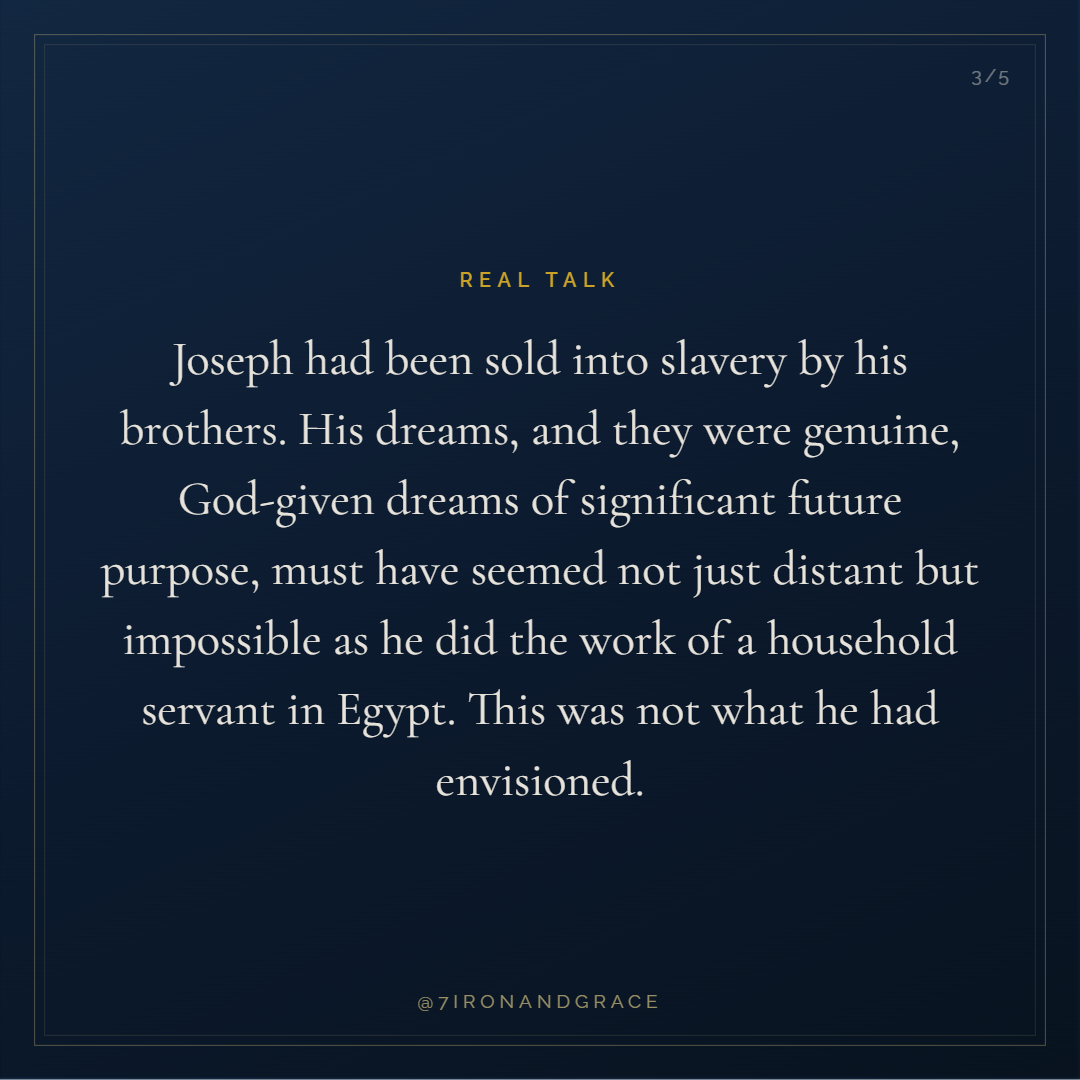 3/5
REAL TALK
Joseph had been sold into slavery by his
brothers. His dreams, and they were genuine,
God-given dreams of significant future
purpose, must have seemed not just distant but
impossible as he did the work of a household
servant in Egypt. This was not what he had
envisioned.
@7IRONANDGRACE